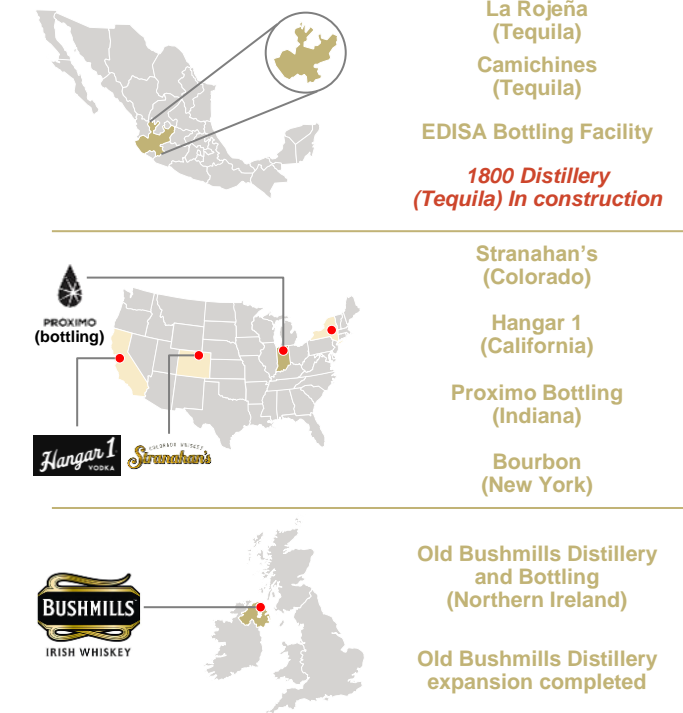 La Rojeña
(Tequila)
Camichines
(Tequila)
EDISA Bottling Facility
1800 Distillery
(Tequila) In construction
Stranahan's
(Colorado)
Hangar 1
(California)
Proximo Bottling
(Indiana)
Bourbon
(New York)
PROXIMO
(bottling)
Hangar 1
VODKA
COLORADO WHISKEY
Stranahan's
Old Bushmills Distillery
and Bottling
(Northern Ireland)
Old Bushmills Distillery
expansion completed
BUSHMILLS
IRISH WHISKEY